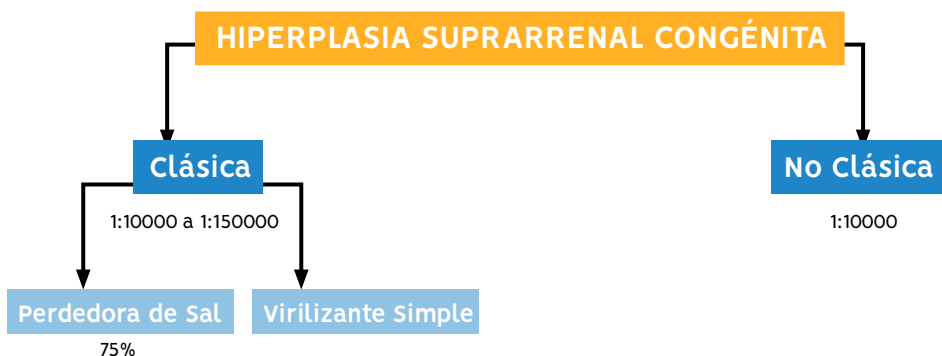 HIPERPLASIA SUPRARRENAL CONGÉNITA
Clásica
No Clásica
1:10000 a 1:150000
1:10000
Perdedora de Sal
Virilizante Simple
75%